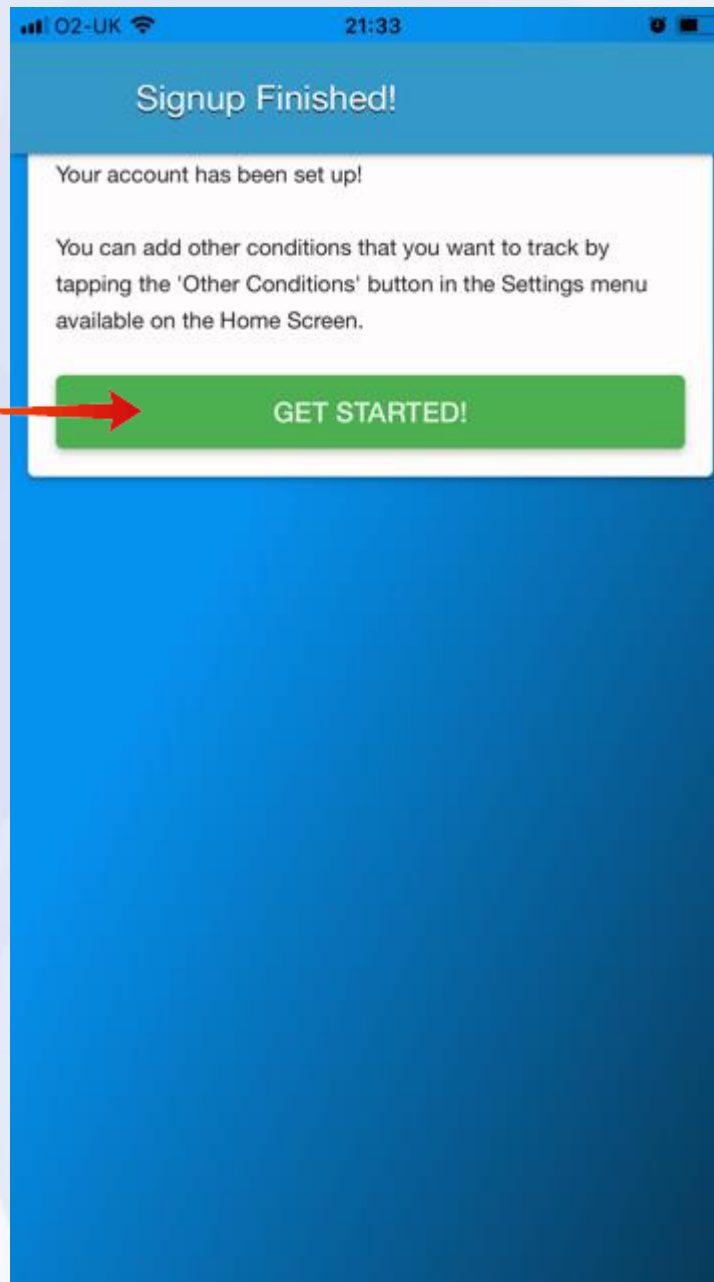 O2-UK 21:33
Signup Finished!
Your account has been set up!
You can add other conditions that you want to track by
tapping the 'Other Conditions' button in the Settings menu
available on the Home Screen.
GET STARTED!